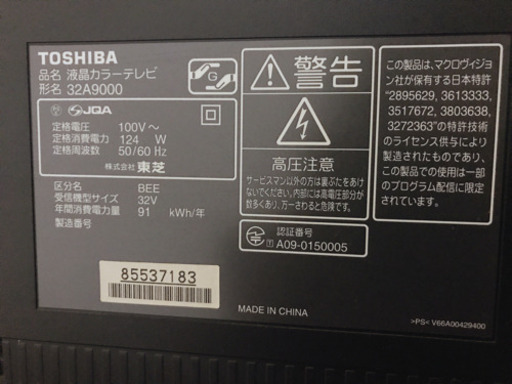 TOSHIBA
品名 液晶カラーテレビ
形名 32A9000
G
JQA
定格電圧 100V～
定格消費電力 124 W
定格周波数 50/60 Hz
株式会社 東芝
区分名 BEE
受信機型サイズ 32V
年間消費電力量 91 kWh/年
製造番号
85537183
警告
高圧注意
サービスマン以外の方は裏ぶたをあけ
ないでください。内部には高電圧部分が
数多くあり、万一さわると危険です。
認証番号
T A09-0150005
MADE IN CHINA
この製品は、マクロヴィジョ
ン社が保有する日本特許
"2895629, 3613333,
3517672, 3803638,
3272363"の特許技術
のライセンス供与により
製造されたものであり、こ
の製品での使用は一部
のプログラム配信に限定
されています。
>PS< V66A00429400